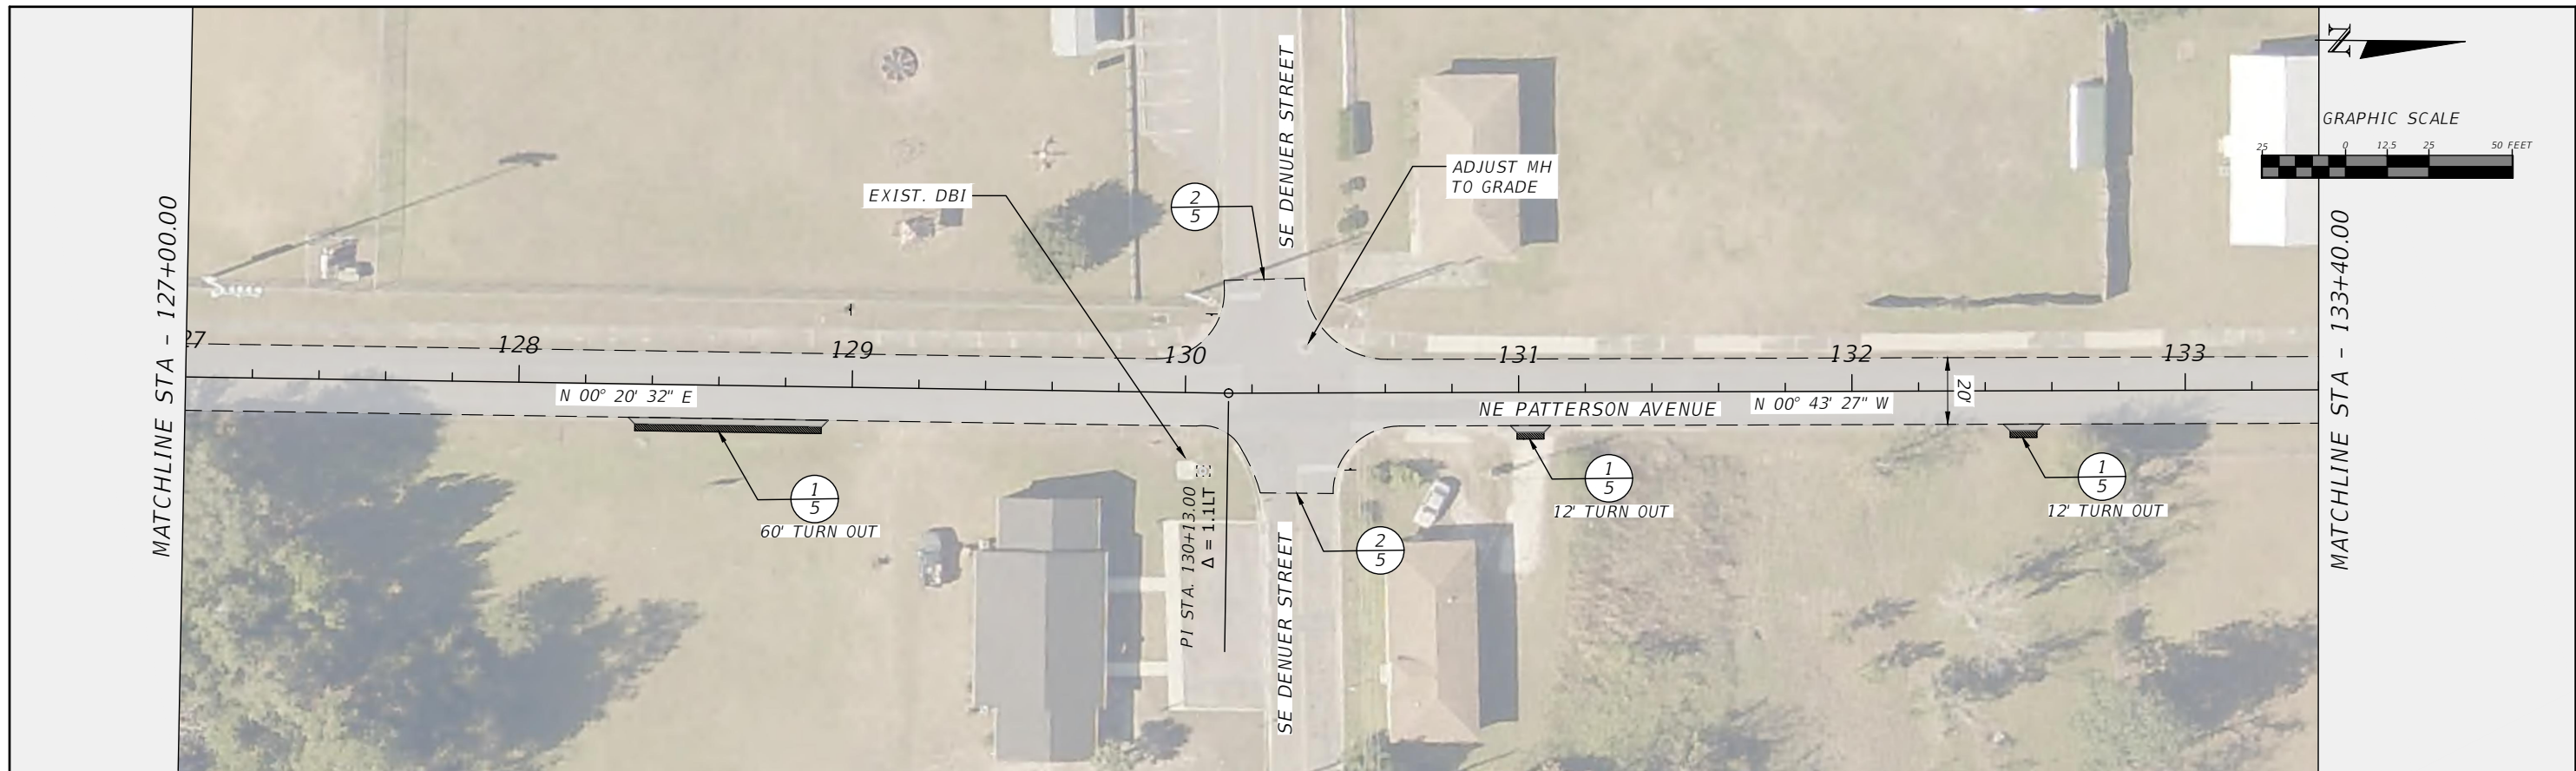 MATCHLINE STA - 127+00.00
27
128
129
130
131
132
133
N 00° 20' 32" E
EXIST. DBI
2
5
SE DENUER STREET
ADJUST MH
TO GRADE
NE PATTERSON AVENUE
N 00° 43' 27" W
20'
1
5
60' TURN OUT
PI STA. 130+13.00
Δ = 1.1LT
SE DENUER STREET
2
5
1
5
12' TURN OUT
1
5
12' TURN OUT
MATCHLINE STA - 133+40.00
N
GRAPHIC SCALE
25 0 12.5 25 50 FEET